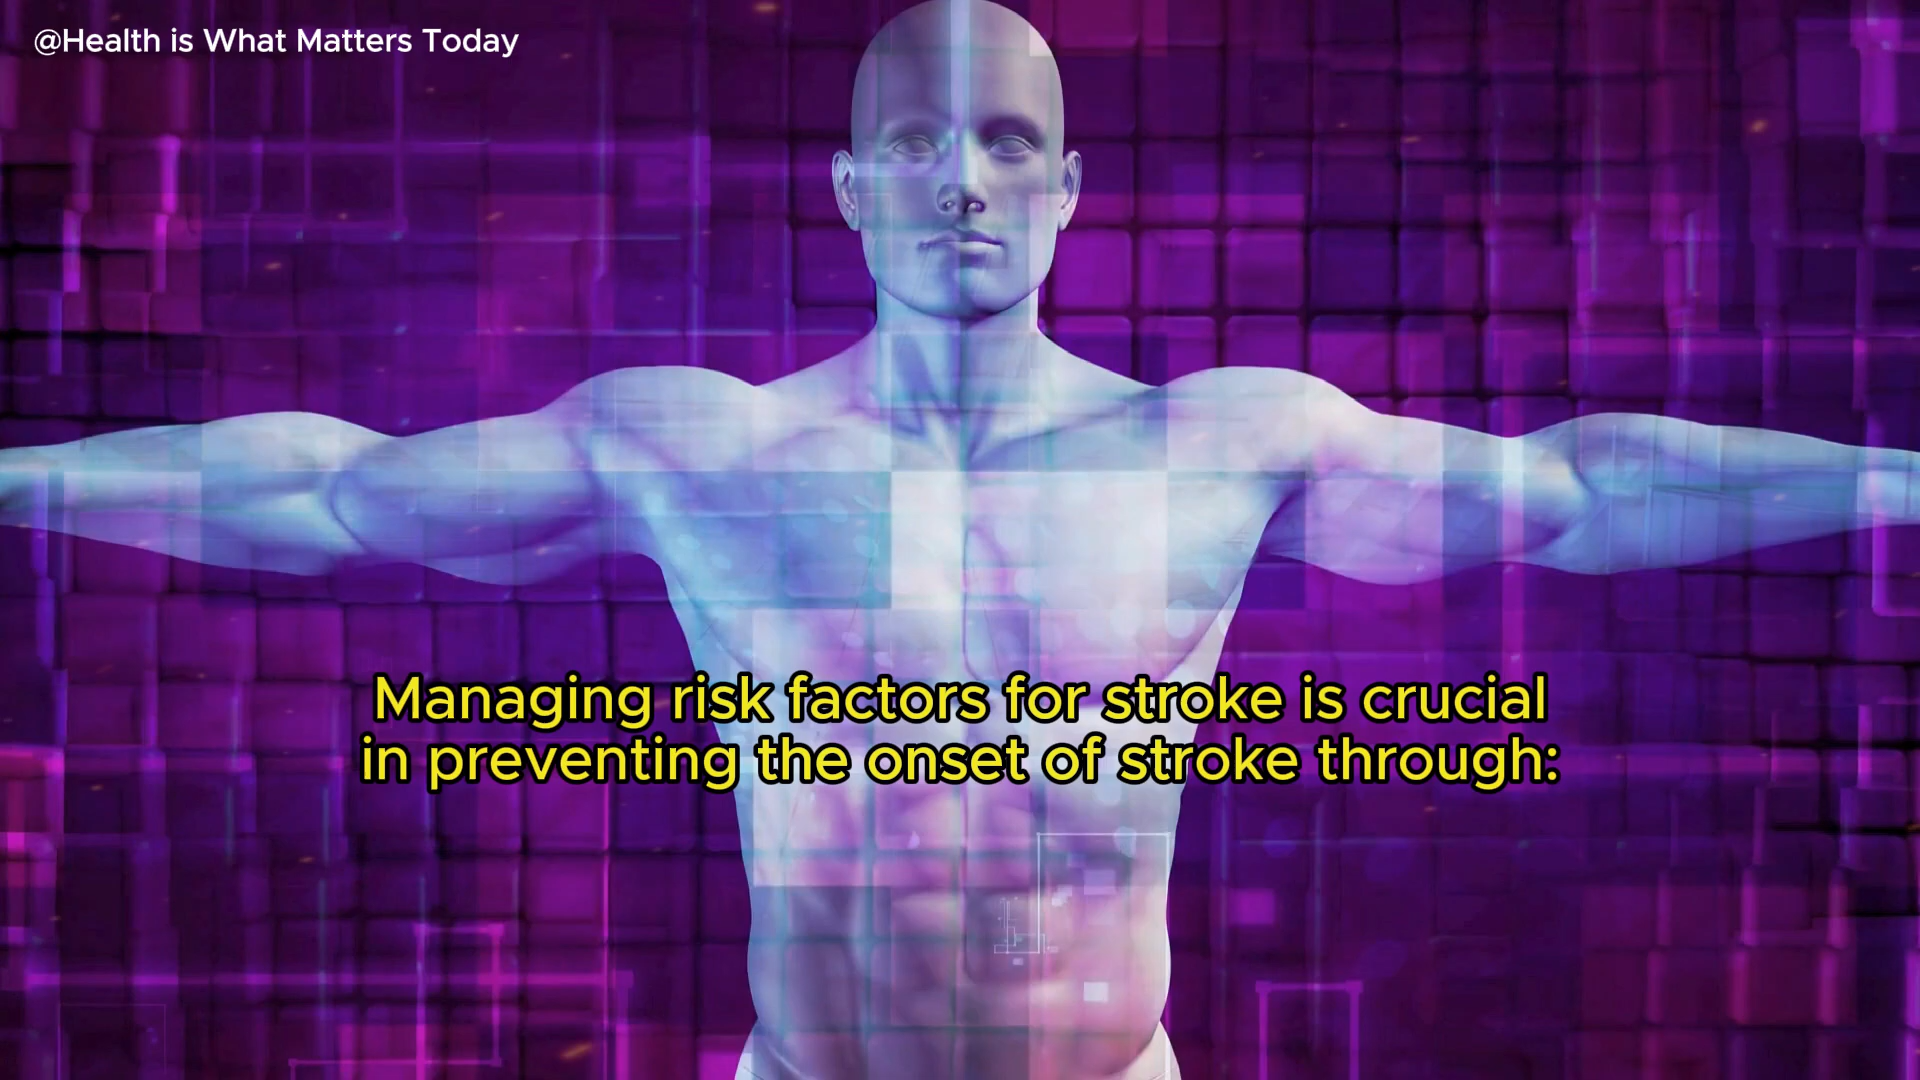 @Health is What Matters Today
Managing risk factors for stroke is crucial
in preventing the onset of stroke through: